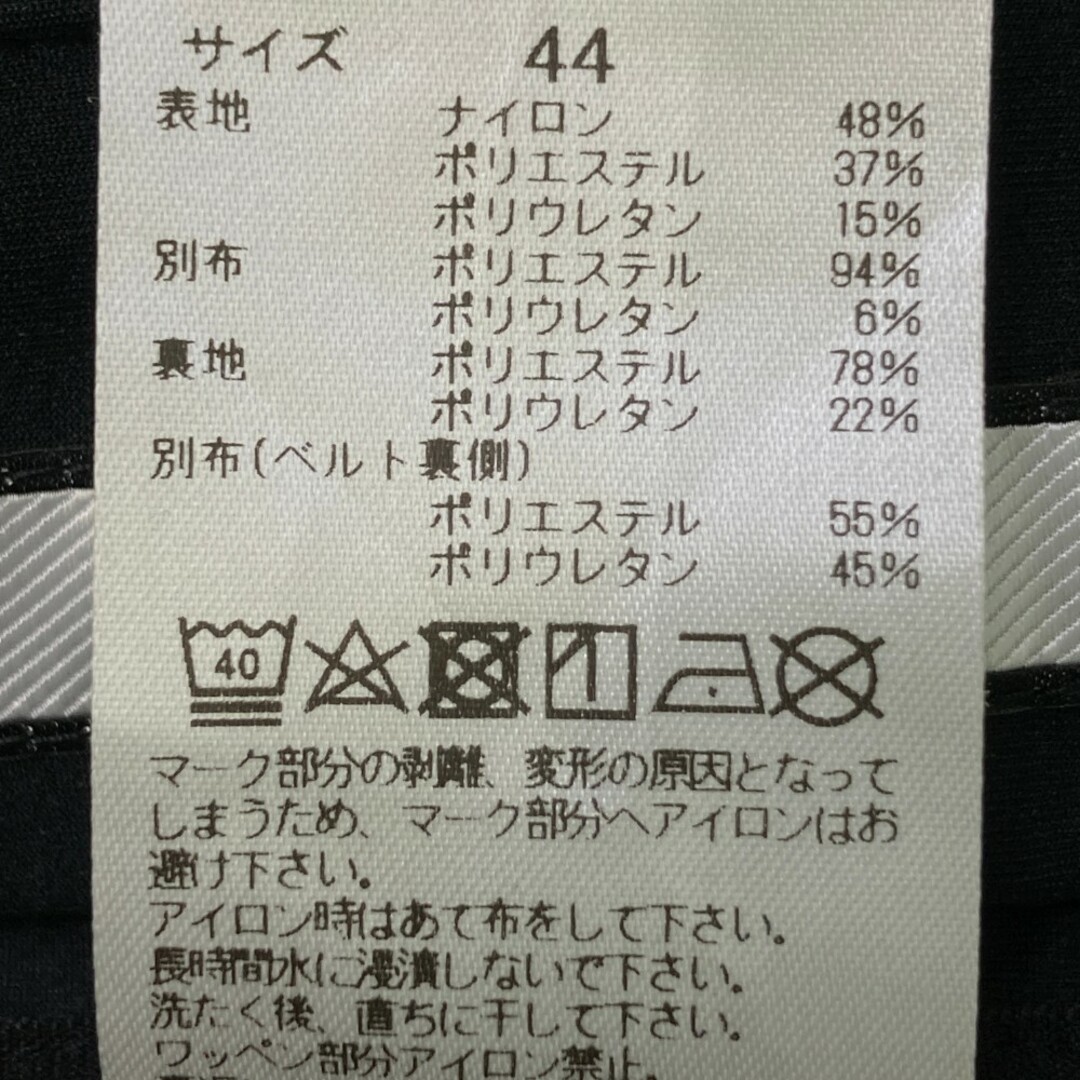 サイズ 44
表地 ナイロン 48%
ポリエステル 37%
ポリウレタン 15%
別布 ポリエステル 94%
ポリウレタン 6%
裏地 ポリエステル 78%
ポリウレタン 22%
別布(ベルト裏側)
ポリエステル 55%
ポリウレタン 45%
40
マーク部分の剥離、変形の原因となって
しまうため、マーク部分へアイロンはお
避け下さい。
アイロン時はあて布をして下さい。
長時間水に浸漬しないで下さい。
洗たく後、直ちに干して下さい。
ワッペン部分アイロン禁止。